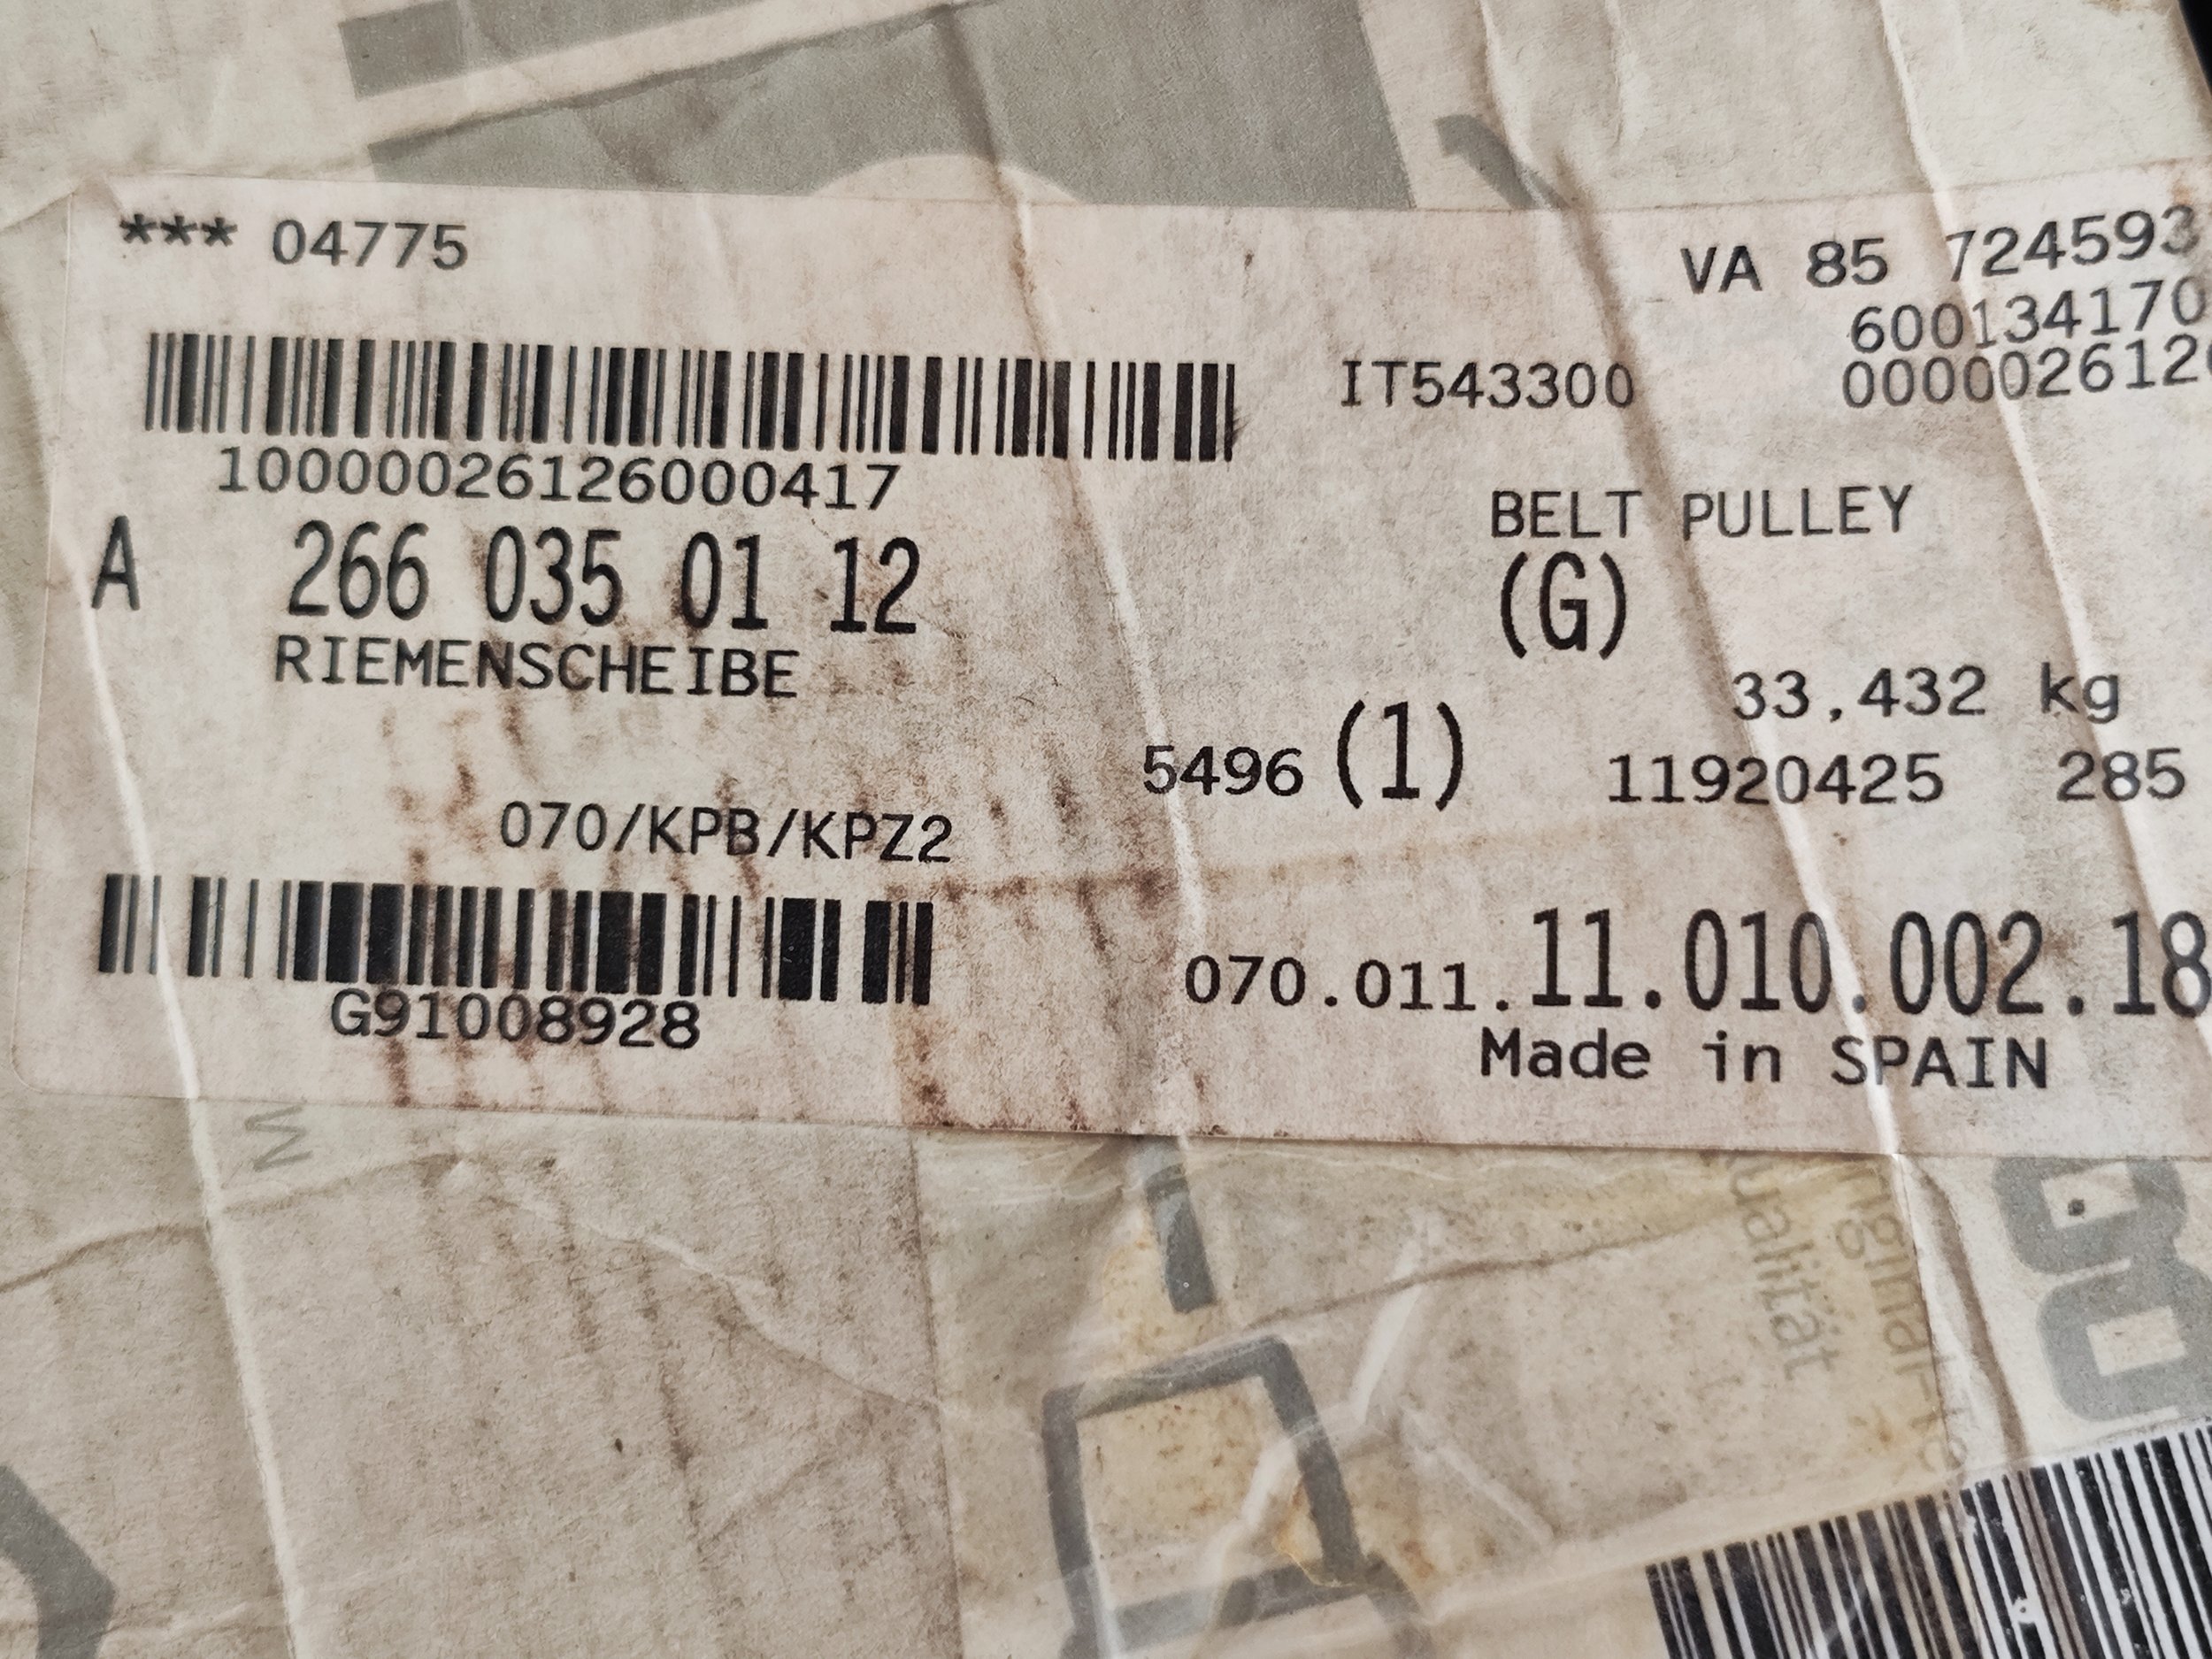 *** 04775
VA 85 724593
600134170
IT543300
10000026126000417
BELT PULLEY
A 266 035 01 12
(G)
RIEMENSCHEIBE
33,432 kg
5496 (1) 11920425 285
070/KPB/KPZ2
070.011.11.010.002.18
G91008928
Made in SPAIN